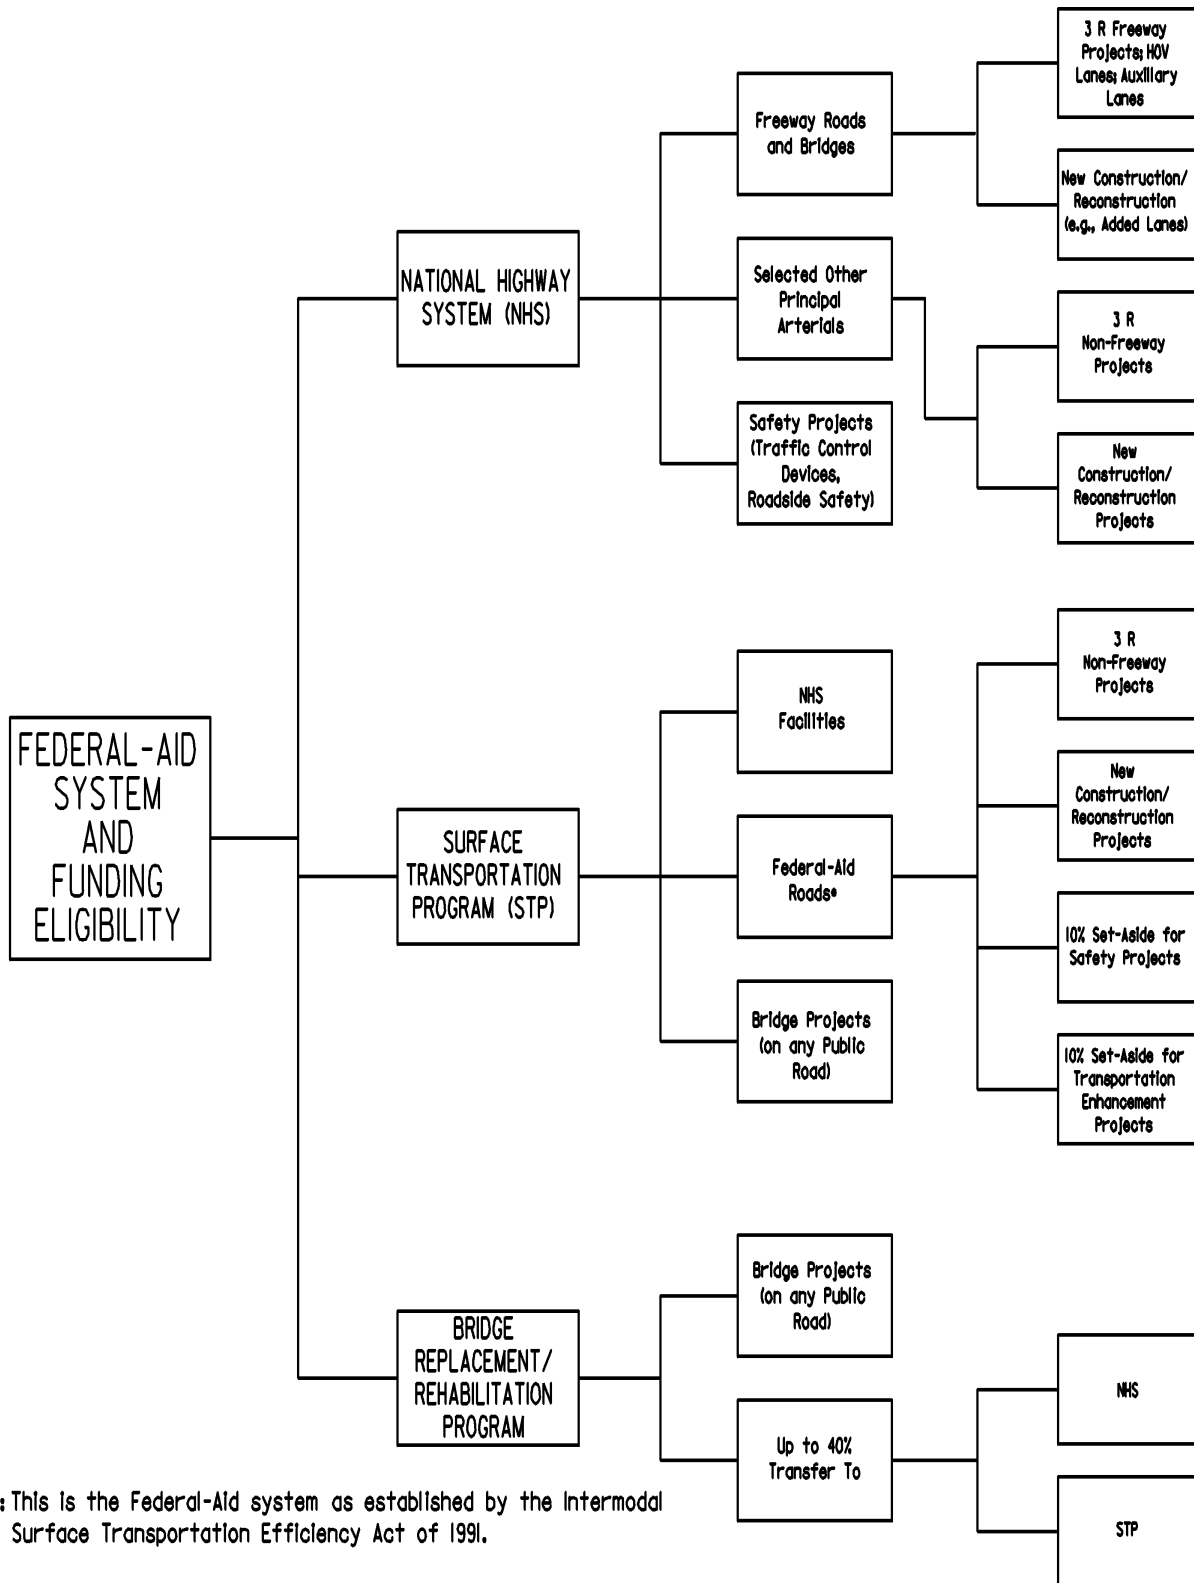 FEDERAL-AID
SYSTEM
AND
FUNDING
ELIGIBILITY
NATIONAL HIGHWAY
SYSTEM (NHS)
Freeway Roads
and Bridges
3 R Freeway
Projects; HOV
Lanes; Auxiliary
Lanes
New Construction/
Reconstruction
(e.g., Added Lanes)
Selected Other
Principal
Arterials
3 R
Non-Freeway
Projects
New
Construction/
Reconstruction
Projects
Safety Projects
(Traffic Control
Devices,
Roadside Safety)
SURFACE
TRANSPORTATION
PROGRAM (STP)
NHS
Facilities
Federal-Aid
Roads*
3 R
Non-Freeway
Projects
New
Construction/
Reconstruction
Projects
10% Set-Aside for
Safety Projects
10% Set-Aside for
Transportation
Enhancement
Projects
Bridge Projects
(on any Public
Road)
BRIDGE
REPLACEMENT/
REHABILITATION
PROGRAM
Bridge Projects
(on any Public
Road)
Up to 40%
Transfer To
NHS
STP
: This is the Federal-Aid system as established by the Intermodal
Surface Transportation Efficiency Act of 1991.